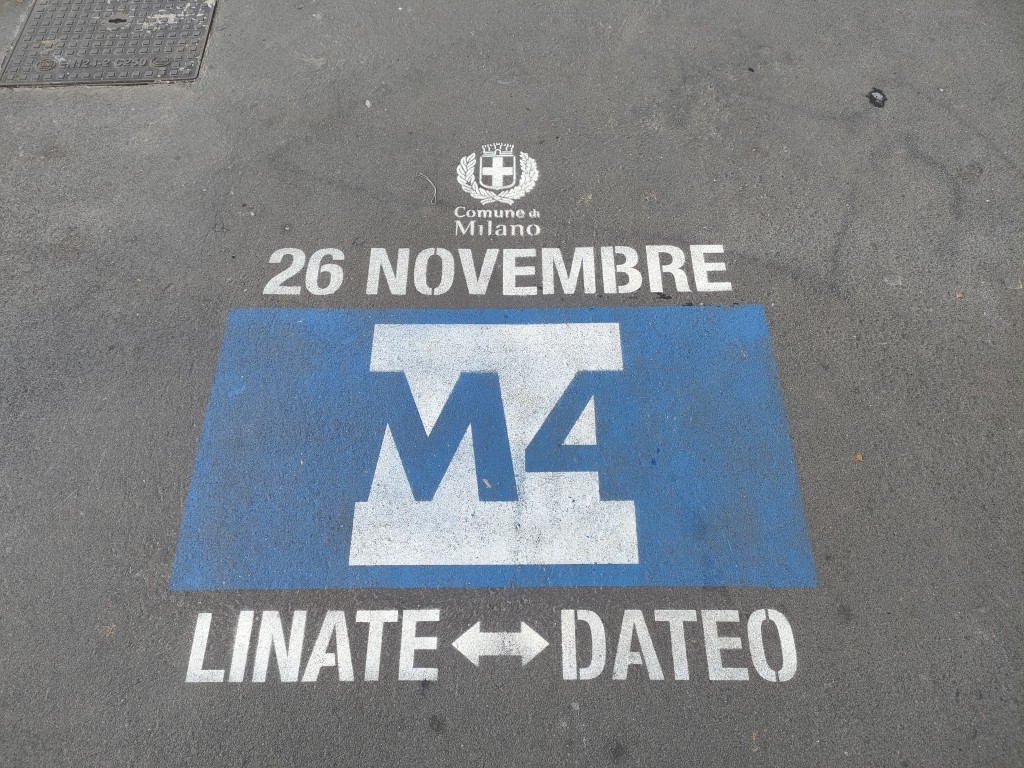 Comune di
Milano
26 NOVEMBRE
M4
LINATE ↔ DATEO